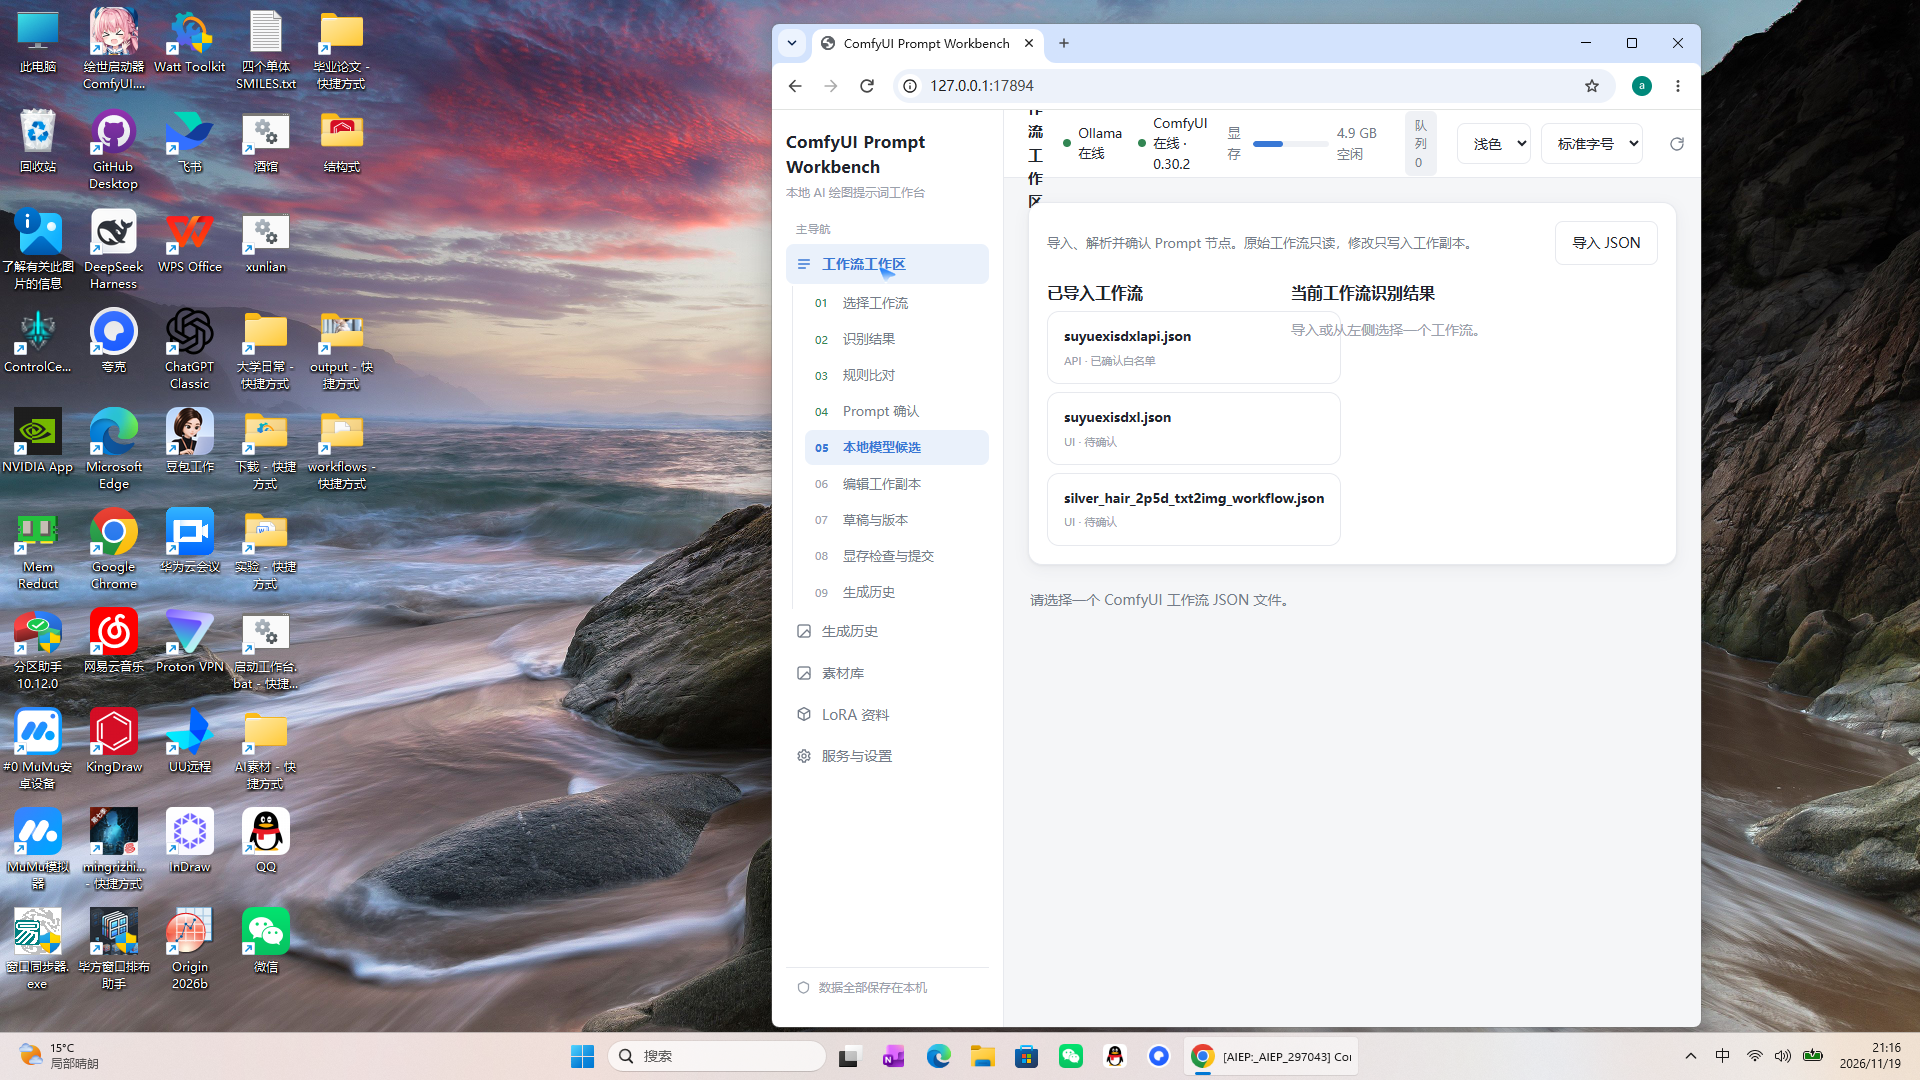 此电脑
绘世启动器
ComfyUI....
Watt Toolkit
四个单体
SMILES.txt
毕业论文 -
快捷方式
回收站
GitHub
Desktop
飞书
酒馆
结构式
了解有关此图
片的信息
DeepSeek
Harness
WPS Office
xunlian
ControlCe...
夸克
ChatGPT
Classic
大学日常 -
快捷方式
output - 快
捷方式
NVIDIA App
Microsoft
Edge
豆包工作
下载 - 快捷
方式
workflows -
快捷方式
Mem
Reduct
Google
Chrome
华为云会议
实验 - 快捷
方式
分区助手
10.12.0
网易云音乐
Proton VPN
启动工作台.
bat - 快捷...
#0 MuMu安
卓设备
KingDraw
UU远程
AI素材 - 快
捷方式
MuMu模拟
器
mingrizhi...
- 快捷方式
InDraw
QQ
窗口同步器.
exe
毕方窗口排布
助手
Origin
2026b
微信
ComfyUI Prompt Workbench
127.0.0.1:17894
a
ComfyUI Prompt
Workbench
本地 AI 绘图提示词工作台
主导航
工作流工作区
01 选择工作流
02 识别结果
03 规则比对
04 Prompt 确认
05 本地模型候选
06 编辑工作副本
07 草稿与版本
08 显存检查与提交
09 生成历史
生成历史
素材库
LoRA 资料
服务与设置
数据全部保存在本机
作
流
工
作
区
Ollama
在线
ComfyUI
在线 ·
0.30.2
显
存
4.9 GB
空闲
队
列
0
浅色
标准字号
导入、解析并确认 Prompt 节点。原始工作流只读，修改只写入工作副本。
导入 JSON
已导入工作流
suyuexisdxlapi.json
API · 已确认白名单
suyuexisdxl.json
UI · 待确认
silver_hair_2p5d_txt2img_workflow.json
UI · 待确认
当前工作流识别结果
导入或从左侧选择一个工作流。
请选择一个 ComfyUI 工作流 JSON 文件。
15°C
局部晴朗
搜索
[AIEP:_AIEP_297043] Co
中
21:16
2026/11/19